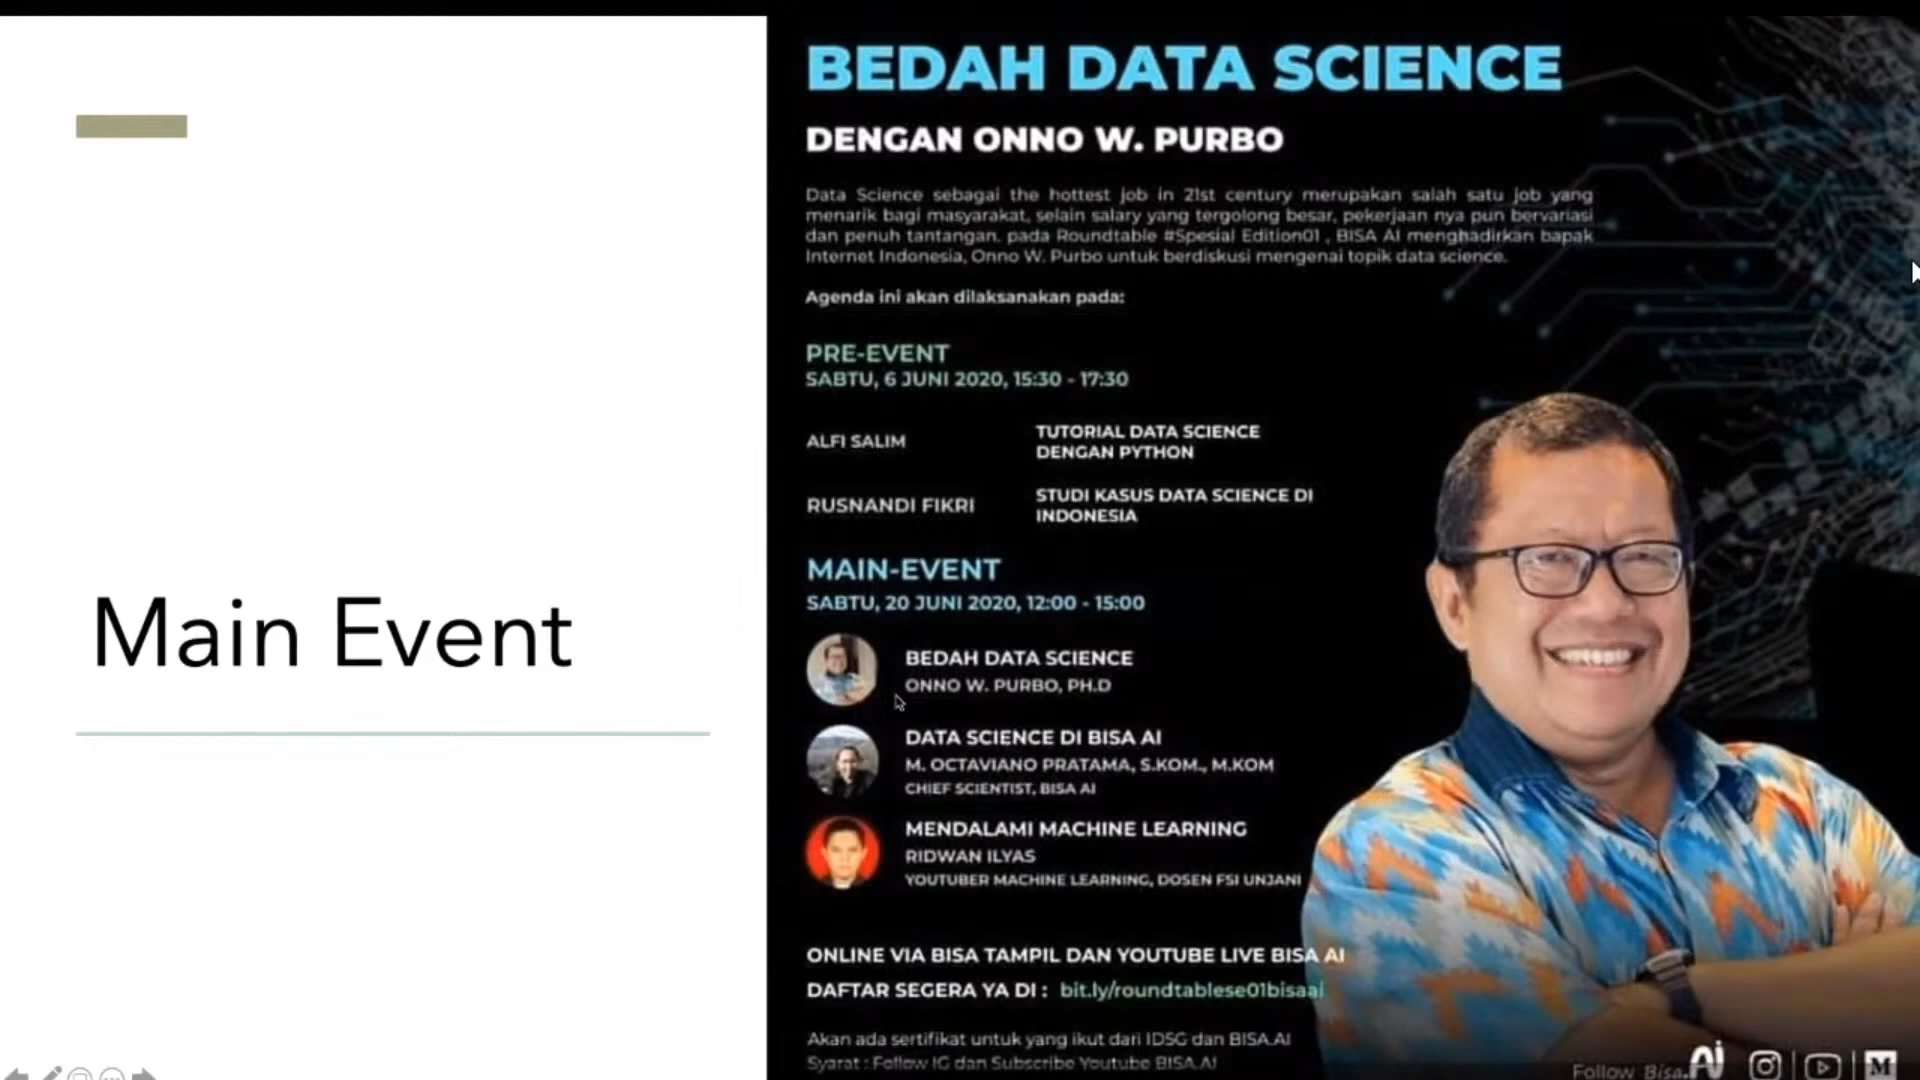 Main Event
BEDAH DATA SCIENCE
DENGAN ONNO W. PURBO
Data Science sebagai the hottest job in 21st century merupakan salah satu job yang
menarik bagi masyarakat, selain salary yang tergolong besar, pekerjaan nya pun bervariasi
dan penuh tantangan. pada Roundtable #Spesial Edition01 , BISA AI menghadirkan bapak
Internet Indonesia, Onno W. Purbo untuk berdiskusi mengenai topik data science.
Agenda ini akan dilaksanakan pada:
PRE-EVENT
SABTU, 6 JUNI 2020, 15:30 - 17:30
ALFI SALIM
TUTORIAL DATA SCIENCE
DENGAN PYTHON
RUSNANDI FIKRI
STUDI KASUS DATA SCIENCE DI
INDONESIA
MAIN-EVENT
SABTU, 20 JUNI 2020, 12:00 - 15:00
BEDAH DATA SCIENCE
ONNO W. PURBO, PH.D
DATA SCIENCE DI BISA AI
M. OCTAVIANO PRATAMA, S.KOM., M.KOM
CHIEF SCIENTIST, BISA AI
MENDALAMI MACHINE LEARNING
RIDWAN ILYAS
YOUTUBER MACHINE LEARNING, DOSEN FSI UNJANI
ONLINE VIA BISA TAMPIL DAN YOUTUBE LIVE BISA AI
DAFTAR SEGERA YA DI : bit.ly/roundtablese01bisaai
Akan ada sertifikat untuk yang ikut dari IDSG dan BISA.AI
Syarat : Follow IG dan Subscribe Youtube BISA.AI
Follow Bisa.Ai